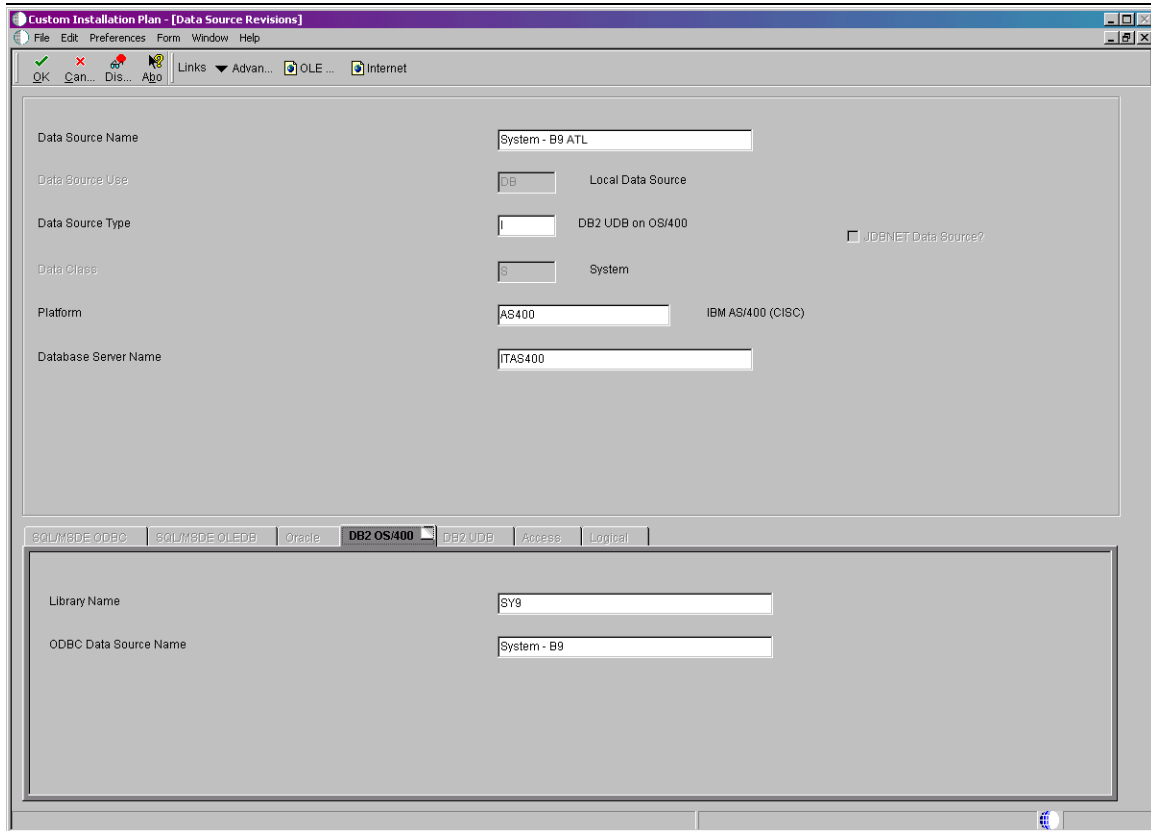 Custom Installation Plan - [Data Source Revisions]
File Edit Preferences Form Window Help
OK Can... Dis... Abo Links Advan... OLE ... Internet
Data Source Name System - B9 ATL
Data Source Use DB Local Data Source
Data Source Type I DB2 UDB on OS/400
JDBNET Data Source?
Data Class S System
Platform AS400 IBM AS/400 (CISC)
Database Server Name ITAS400
SQL/MSDE ODBC SQL/MSDE OLEDB Oracle DB2 OS/400 DB2 UDB Access Logical
Library Name SY9
ODBC Data Source Name System - B9